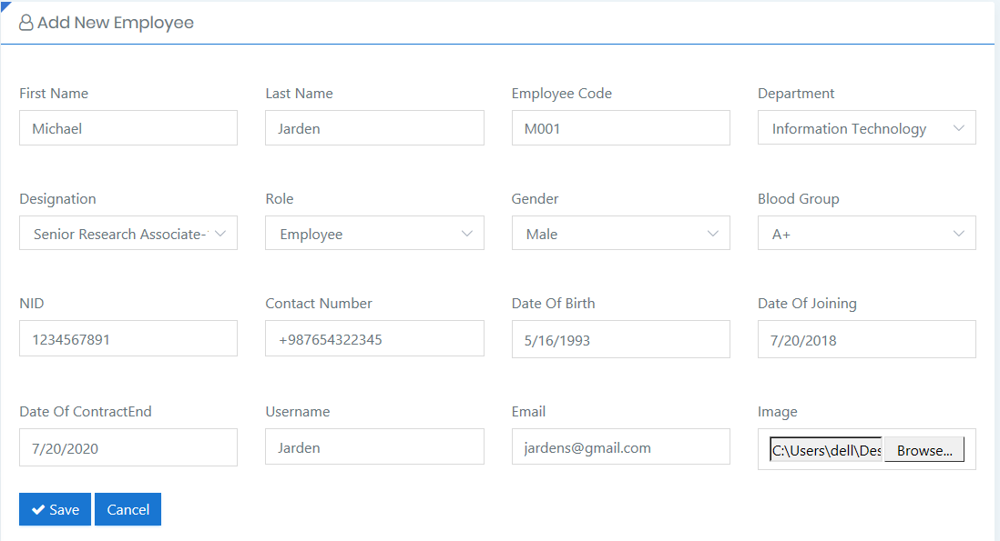 Add New Employee
First Name Last Name Employee Code Department
Michael Jarden M001 Information Technology
Designation Role Gender Blood Group
Senior Research Associate- Employee Male A+
NID Contact Number Date Of Birth Date Of Joining
1234567891 +987654322345 5/16/1993 7/20/2018
Date Of ContractEnd Username Email Image
7/20/2020 Jarden jardens@gmail.com C:\Users\dell\Des Browse...
Save Cancel